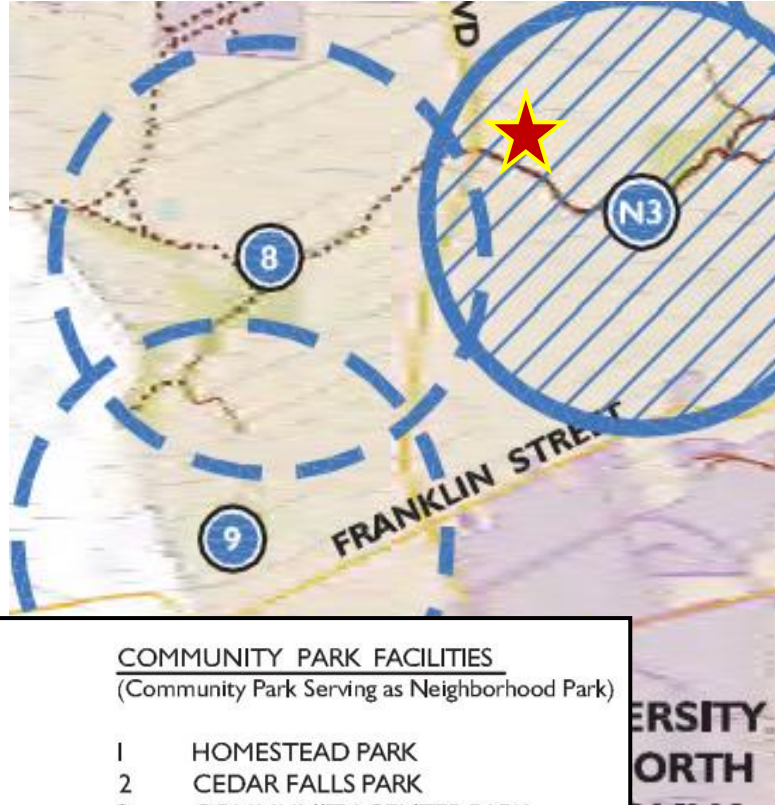 VD
N3
8
9
FRANKLIN STREET
COMMUNITY PARK FACILITIES
(Community Park Serving as Neighborhood Park)
1 HOMESTEAD PARK
2 CEDAR FALLS PARK
ERSITY
ORTH